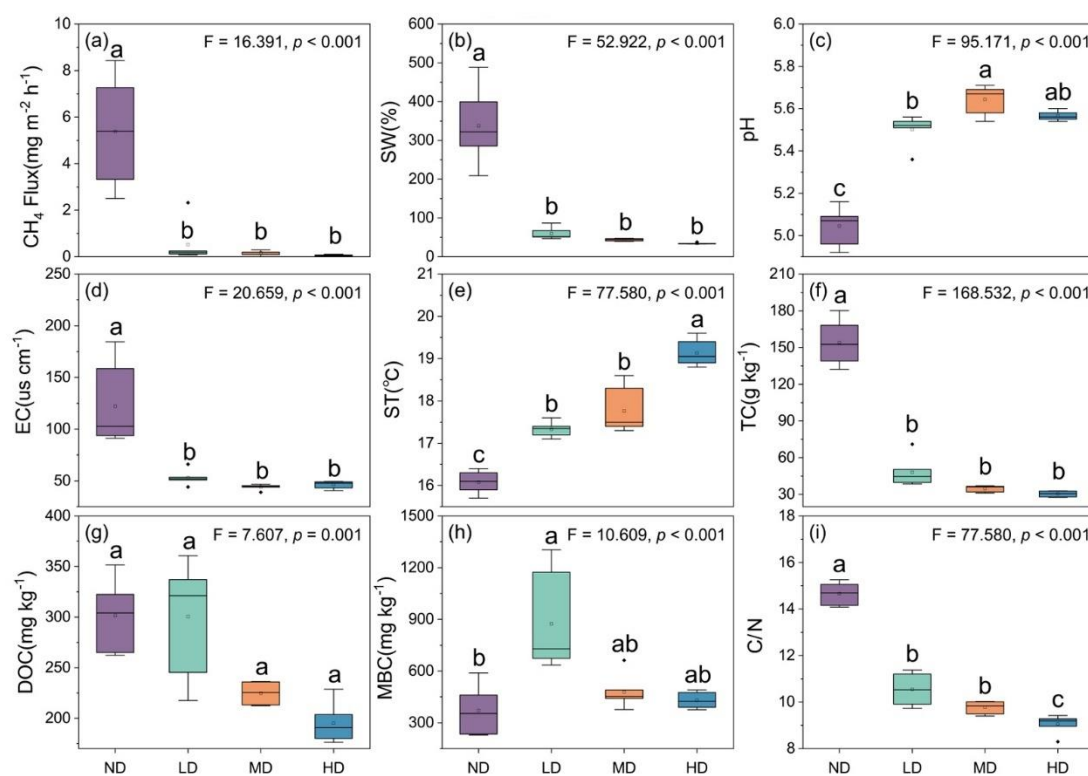 (a) F = 16.391, p < 0.001
CH₄ Flux(mg m⁻² h⁻¹)
10
8
6
4
2
0
a
b
b
b
(b) F = 52.922, p < 0.001
SW(%)
600
500
400
300
200
100
0
a
b
b
b
(c) F = 95.171, p < 0.001
pH
6.0
5.8
5.6
5.4
5.2
5.0
c
b
a
ab
(d) F = 20.659, p < 0.001
EC(us cm⁻¹)
250
200
150
100
50
a
b
b
b
(e) F = 77.580, p < 0.001
ST(℃)
21
20
19
18
17
16
15
c
b
b
a
(f) F = 168.532, p < 0.001
TC(g kg⁻¹)
210
180
150
120
90
60
30
a
b
b
b
(g) F = 7.607, p = 0.001
DOC(mg kg⁻¹)
400
350
300
250
200
a
a
a
a
ND LD MD HD
(h) F = 10.609, p < 0.001
MBC(mg kg⁻¹)
1500
1200
900
600
300
b
a
ab
ab
ND LD MD HD
(i) F = 77.580, p < 0.001
C/N
18
16
14
12
10
8
a
b
b
c
ND LD MD HD